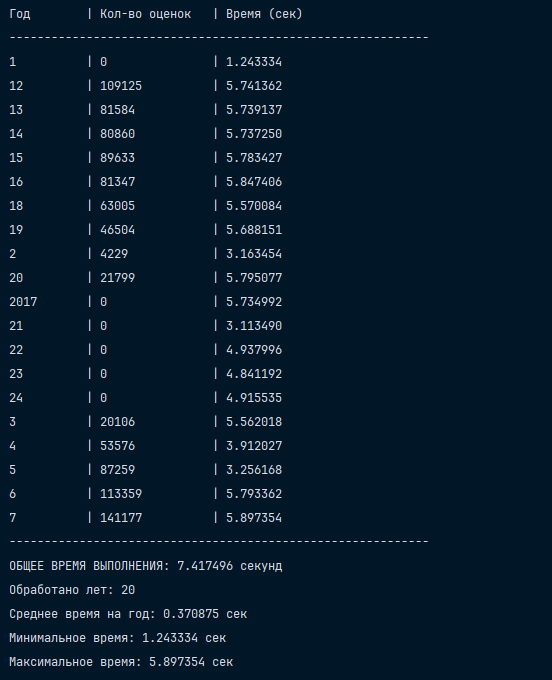 Год        | Кол-во оценок   | Время (сек)
------------------------------------------------------------
1          | 0               | 1.243334
12         | 109125          | 5.741362
13         | 81584           | 5.739137
14         | 80860           | 5.737250
15         | 89633           | 5.783427
16         | 81347           | 5.847406
18         | 63005           | 5.570084
19         | 46504           | 5.688151
2          | 4229            | 3.163454
20         | 21799           | 5.795077
2017       | 0               | 5.734992
21         | 0               | 3.113490
22         | 0               | 4.937996
23         | 0               | 4.841192
24         | 0               | 4.915535
3          | 20106           | 5.562018
4          | 53576           | 3.912027
5          | 87259           | 3.256168
6          | 113359          | 5.793362
7          | 141177          | 5.897354
------------------------------------------------------------
ОБЩЕЕ ВРЕМЯ ВЫПОЛНЕНИЯ: 7.417496 секунд
Обработано лет: 20
Среднее время на год: 0.370875 сек
Минимальное время: 1.243334 сек
Максимальное время: 5.897354 сек